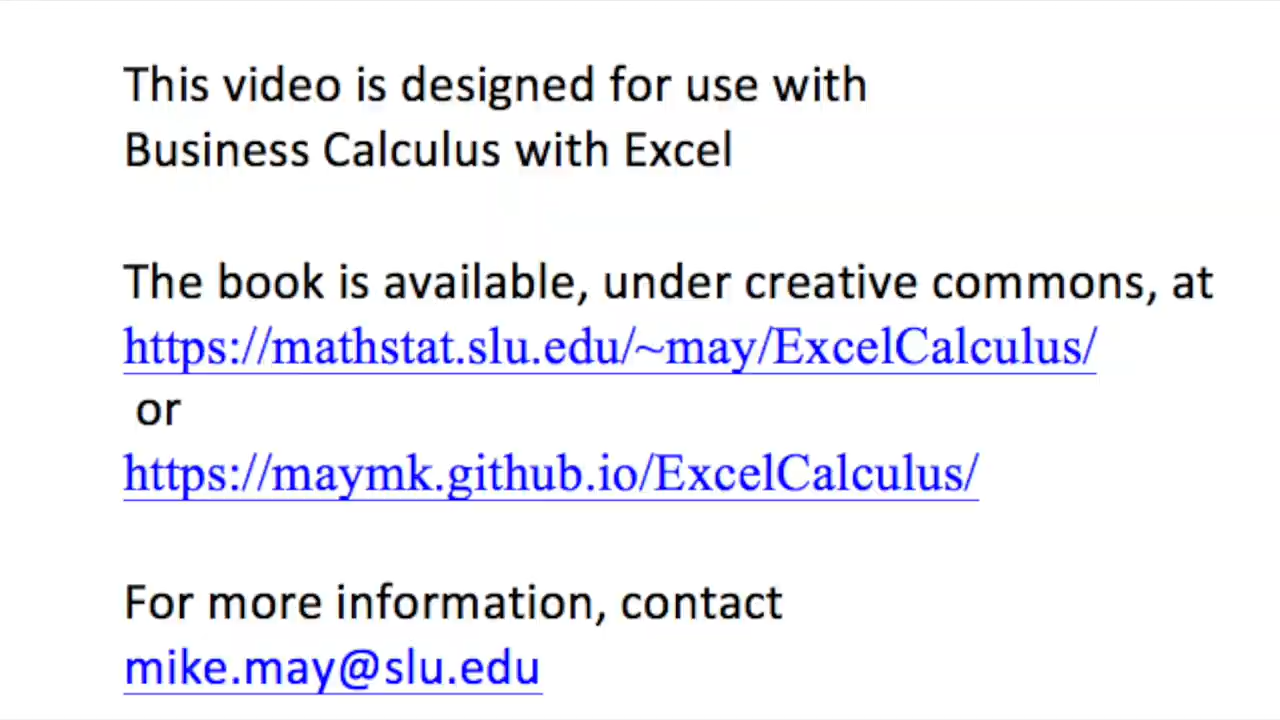 This video is designed for use with
Business Calculus with Excel
The book is available, under creative commons, at
https://mathstat.slu.edu/~may/ExcelCalculus/
or
https://maymk.github.io/ExcelCalculus/
For more information, contact
mike.may@slu.edu